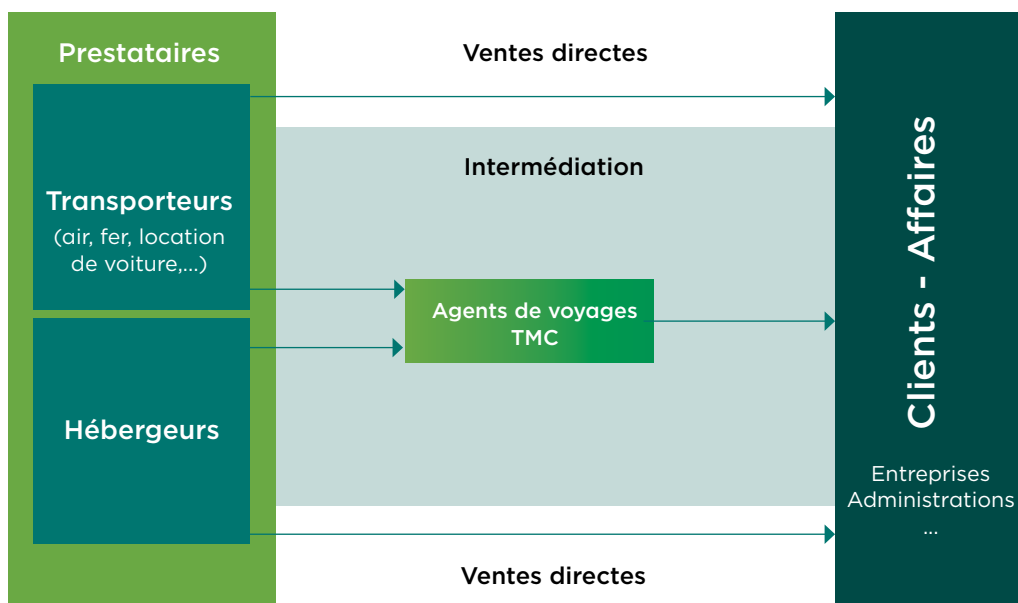 Prestataires
Ventes directes
Transporteurs
(air, fer, location
de voiture,...)
Intermédiation
Agents de voyages
TMC
Hébergeurs
Clients - Affaires
Entreprises
Administrations
...
Ventes directes